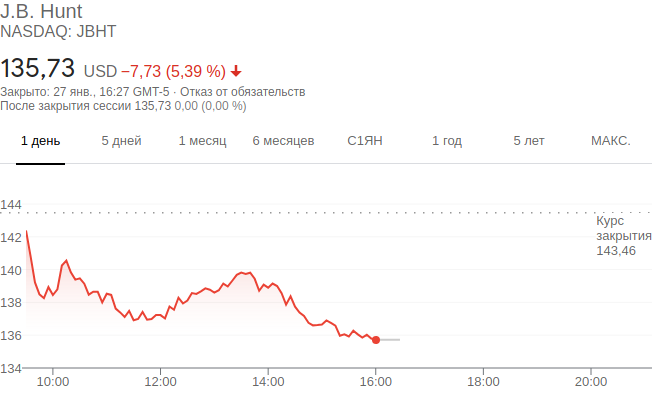 J.B. Hunt
NASDAQ: JBHT
135,73 USD −7,73 (5,39 %)
Закрыто: 27 янв., 16:27 GMT-5 · Отказ от обязательств
После закрытия сессии 135,73 0,00 (0,00 %)
1 день 5 дней 1 месяц 6 месяцев С1ЯН 1 год 5 лет МАКС.
144
Курс
закрытия
143,46
142
140
138
136
134
10:00 12:00 14:00 16:00 18:00 20:00